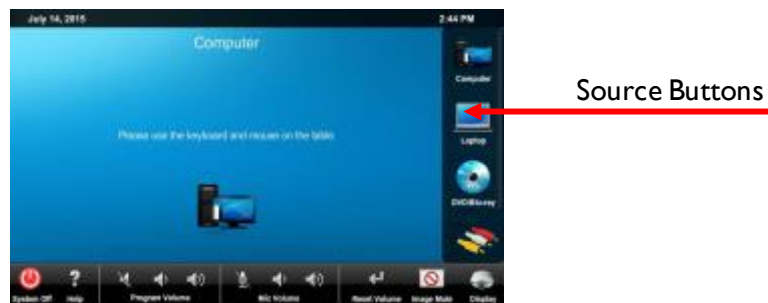 July 14, 2015 2:44 PM
Computer
Computer
Source Buttons
Please use the keyboard and mouse on the table.
Laptop
DVD/Blu-ray
System Off Help Program Volume Mic Volume Reset Volume Image Mute Display